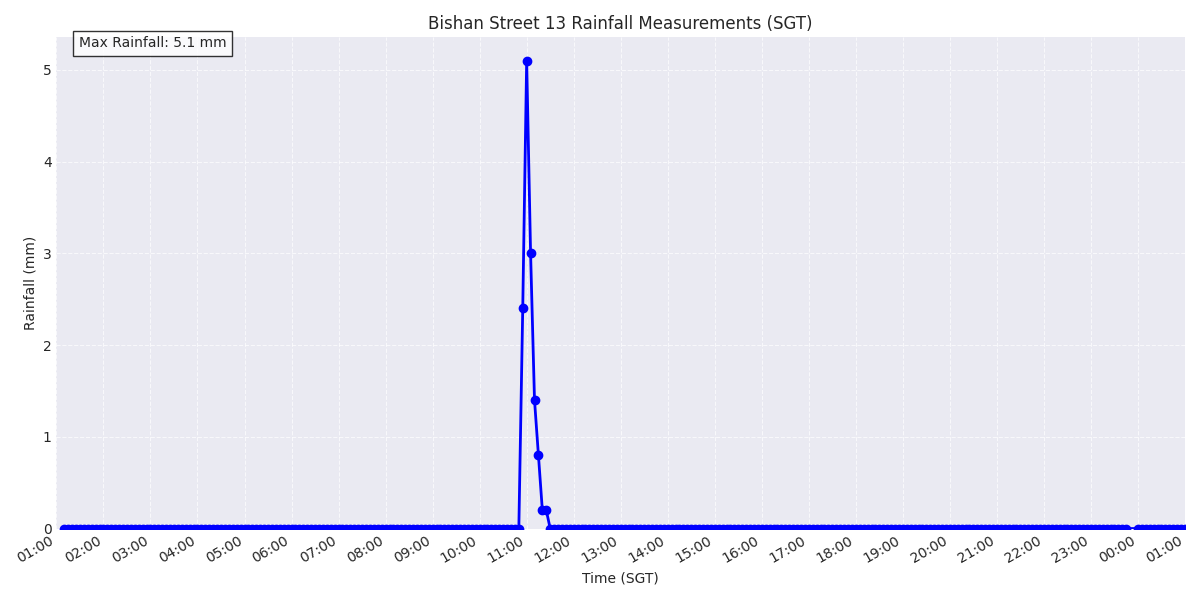 Bishan Street 13 Rainfall Measurements (SGT)
Max Rainfall: 5.1 mm
5
4
3
2
1
0
Rainfall (mm)
01:00 02:00 03:00 04:00 05:00 06:00 07:00 08:00 09:00 10:00 11:00 12:00 13:00 14:00 15:00 16:00 17:00 18:00 19:00 20:00 21:00 22:00 23:00 00:00 01:00
Time (SGT)